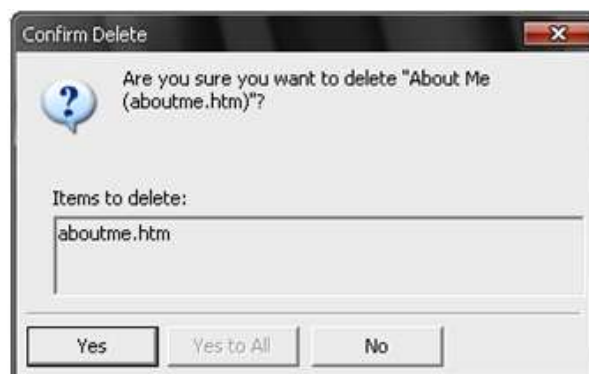 Confirm Delete
Are you sure you want to delete "About Me
(aboutme.htm)"?
Items to delete:
aboutme.htm
Yes
Yes to All
No